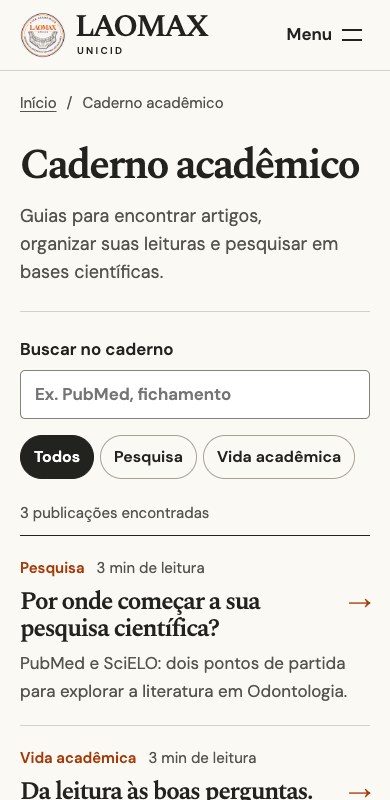 LAOMAX
UNICID
Menu
Início / Caderno acadêmico
Caderno acadêmico
Guias para encontrar artigos,
organizar suas leituras e pesquisar em
bases científicas.
Buscar no caderno
Ex. PubMed, fichamento
Todos Pesquisa Vida acadêmica
3 publicações encontradas
Pesquisa 3 min de leitura
Por onde começar a sua →
pesquisa científica?
PubMed e SciELO: dois pontos de partida
para explorar a literatura em Odontologia.
Vida acadêmica 3 min de leitura
Da leitura às boas perguntas. →